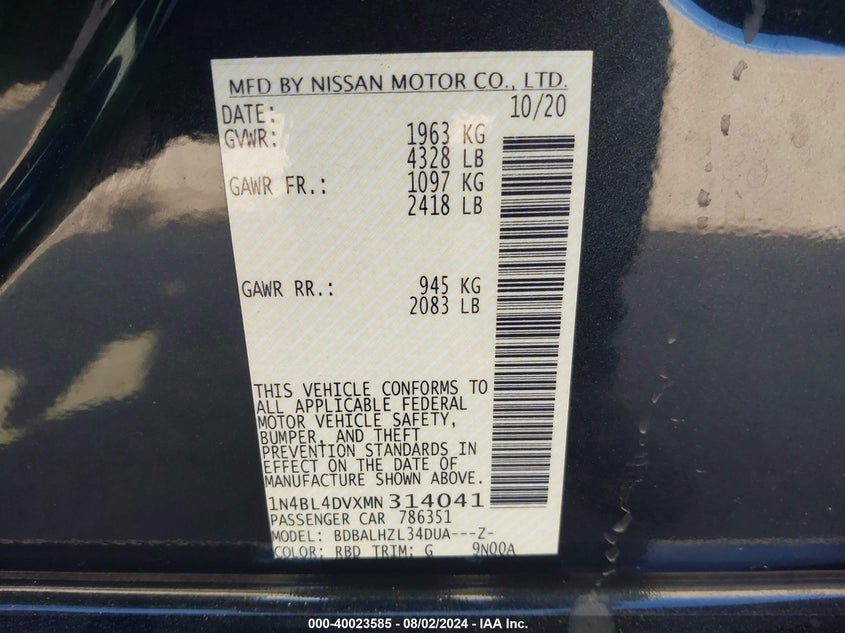 MFD BY NISSAN MOTOR CO., LTD.
DATE: 10/20
GVWR: 1963 KG
4328 LB
GAWR FR.: 1097 KG
2418 LB
GAWR RR.: 945 KG
2083 LB
THIS VEHICLE CONFORMS TO
ALL APPLICABLE FEDERAL
MOTOR VEHICLE SAFETY,
BUMPER, AND THEFT
PREVENTION STANDARDS IN
EFFECT ON THE DATE OF
MANUFACTURE SHOWN ABOVE.
1N4BL4DVXMN314041
PASSENGER CAR 786351
MODEL: BDBALHZL34DUA---Z-
COLOR: RBD TRIM: G 9N00A
000-40023585 - 08/02/2024 - IAA Inc.